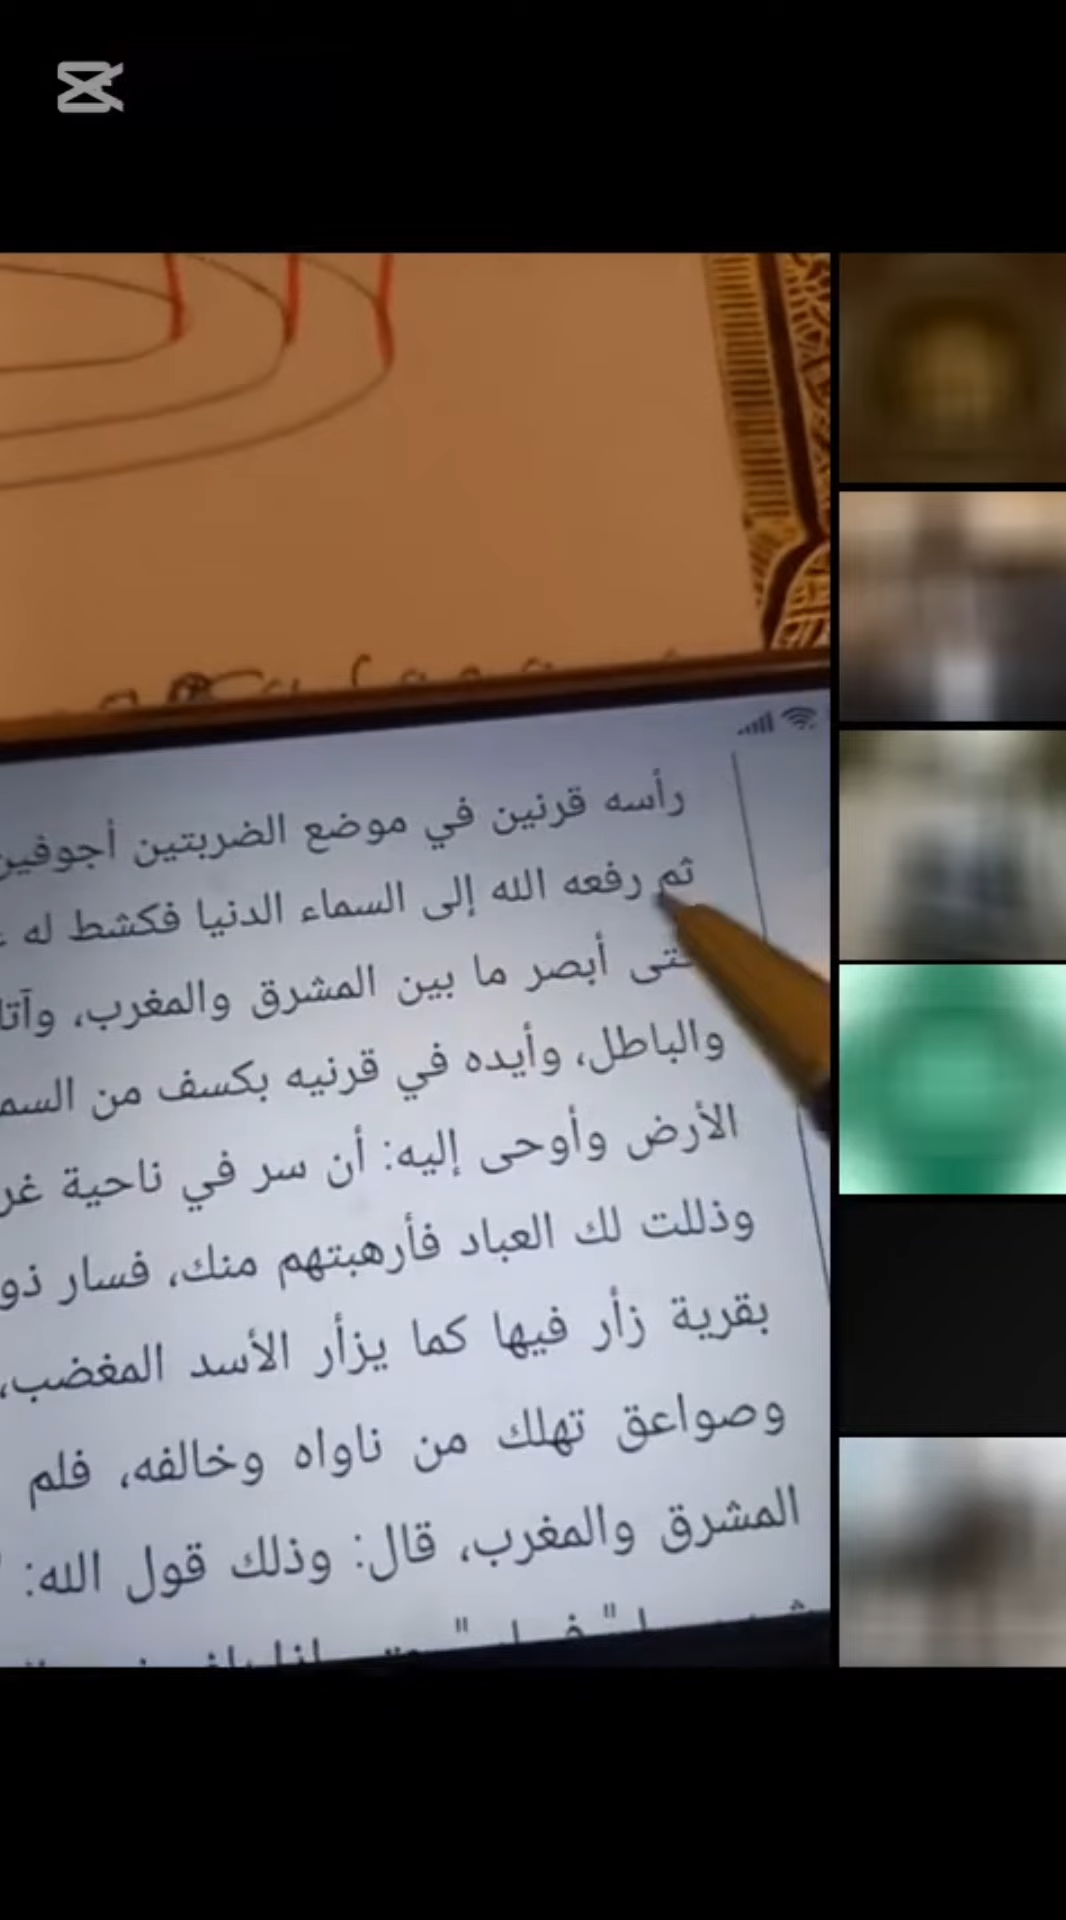 رأسه قرنين في موضع الضربتين أجوفين
ثم رفعه الله إلى السماء الدنيا فكشط له
أبصر ما بين المشرق والمغرب، وآتا
والباطل، وأيده في قرنيه بكسف من السم
الأرض وأوحى إليه: أن سر في ناحية غر
وذللت لك العباد فأرهبتهم منك، فسار ذو
بقرية زأر فيها كما يزأر الأسد المغضب،
وصواعق تهلك من ناواه وخالفه، فلم
المشرق والمغرب، قال: وذلك قول الله: